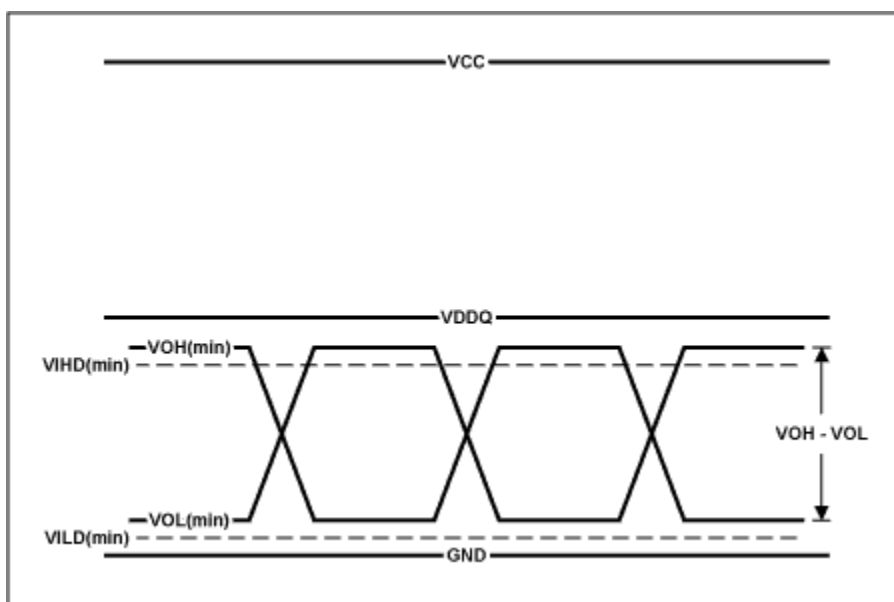 VCC
VDDQ
VOH(min)
VIHD(min)
VOH - VOL
VOL(min)
VILD(min)
GND